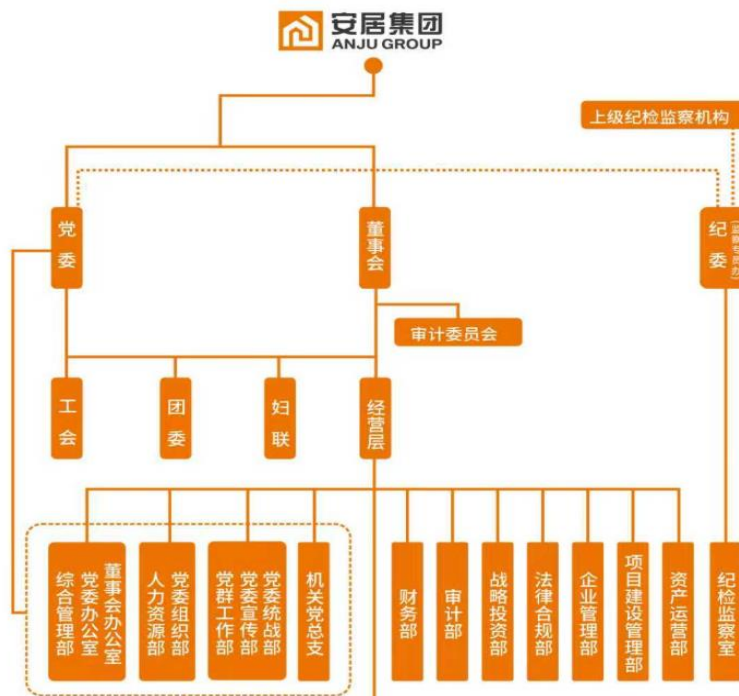 安居集团
ANJU GROUP
上级纪检监察机构
党委
董事会
纪委
(监察专员办)
审计委员会
工会
团委
妇联
经营层
董事会办公室
党委办公室
综合管理部
党委组织部
人力资源部
党委统战部
党委宣传部
党群工作部
机关党总支
财务部
审计部
战略投资部
法律合规部
企业管理部
项目建设管理部
资产运营部
纪检监察室